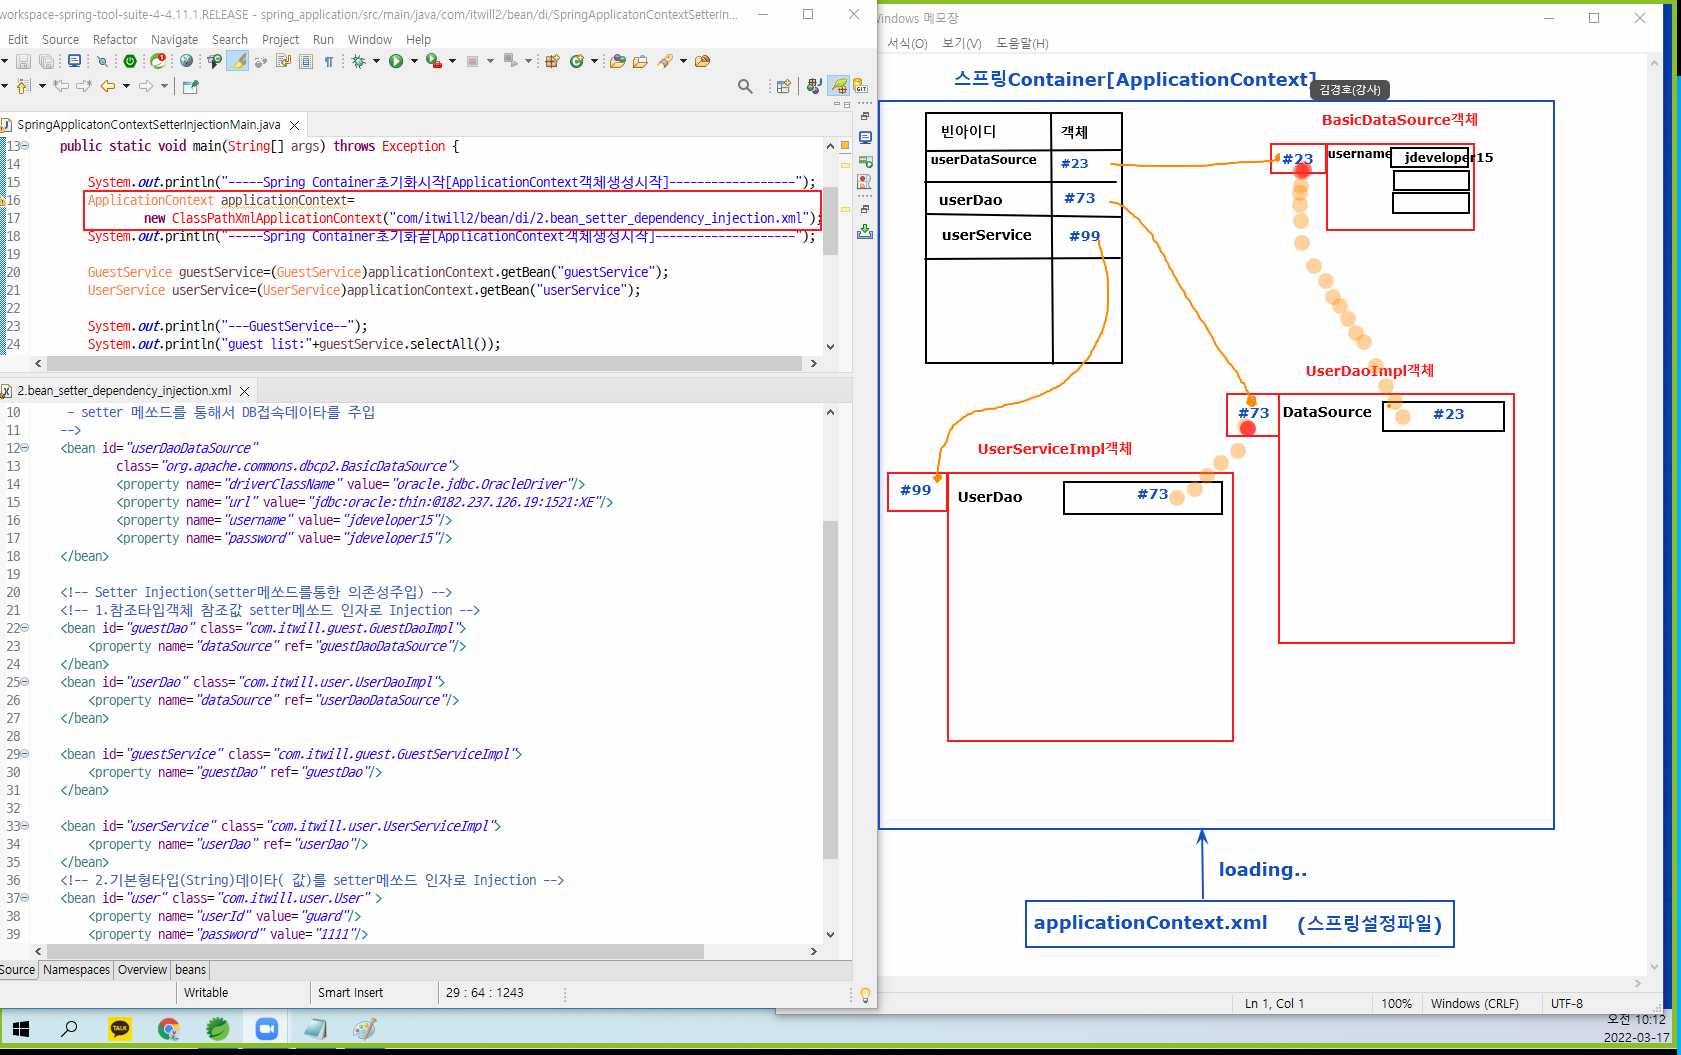 workspace-spring-tool-suite-4-4.11.1.RELEASE - spring_application/src/main/java/com/itwill2/bean/di/SpringApplicatonContextSetterIn...
Edit Source Refactor Navigate Search Project Run Window Help
SpringApplicatonContextSetterInjectionMain.java
13 public static void main(String[] args) throws Exception {
14
15 System.out.println("-----Spring Container초기화시작[ApplicationContext객체생성시작]------------------");
16 ApplicationContext applicationContext=
17 new ClassPathXmlApplicationContext("com/itwill2/bean/di/2.bean_setter_dependency_injection.xml");
18 System.out.println("-----Spring Container초기화끝[ApplicationContext객체생성시작]--------------------");
19
20 GuestService guestService=(GuestService)applicationContext.getBean("guestService");
21 UserService userService=(UserService)applicationContext.getBean("userService");
22
23 System.out.println("---GuestService--");
24 System.out.println("guest list:"+guestService.selectAll());
2.bean_setter_dependency_injection.xml
10 - setter 메쏘드를 통해서 DB접속데이타를 주입
11 -->
12 <bean id="userDaoDataSource"
13 class="org.apache.commons.dbcp2.BasicDataSource">
14 <property name="driverClassName" value="oracle.jdbc.OracleDriver"/>
15 <property name="url" value="jdbc:oracle:thin:@182.237.126.19:1521:XE"/>
16 <property name="username" value="jdeveloper15"/>
17 <property name="password" value="jdeveloper15"/>
18 </bean>
19
20 <!-- Setter Injection(setter메쏘드를통한 의존성주입) -->
21 <!-- 1.참조타입객체 참조값 setter메쏘드 인자로 Injection -->
22 <bean id="guestDao" class="com.itwill.guest.GuestDaoImpl">
23 <property name="dataSource" ref="guestDaoDataSource"/>
24 </bean>
25 <bean id="userDao" class="com.itwill.user.UserDaoImpl">
26 <property name="dataSource" ref="userDaoDataSource"/>
27 </bean>
28
29 <bean id="guestService" class="com.itwill.guest.GuestServiceImpl">
30 <property name="guestDao" ref="guestDao"/>
31 </bean>
32
33 <bean id="userService" class="com.itwill.user.UserServiceImpl">
34 <property name="userDao" ref="userDao"/>
35 </bean>
36 <!-- 2.기본형타입(String)데이타( 값)를 setter메쏘드 인자로 Injection -->
37 <bean id="user" class="com.itwill.user.User" >
38 <property name="userId" value="guard"/>
39 <property name="password" value="1111"/>
Source Namespaces Overview beans
Writable Smart Insert 29 : 64 : 1243
Windows 메모장
서식(O) 보기(V) 도움말(H)
스프링Container[ApplicationContext]
김경호(강사)
빈아이디 객체
userDataSource #23
userDao #73
userService #99
BasicDataSource객체
#23 username jdeveloper15
UserDaoImpl객체
#73 DataSource #23
UserServiceImpl객체
#99 UserDao #73
loading..
applicationContext.xml (스프링설정파일)
Ln 1, Col 1 100% Windows (CRLF) UTF-8
TALK
오전 10:12
2022-03-17